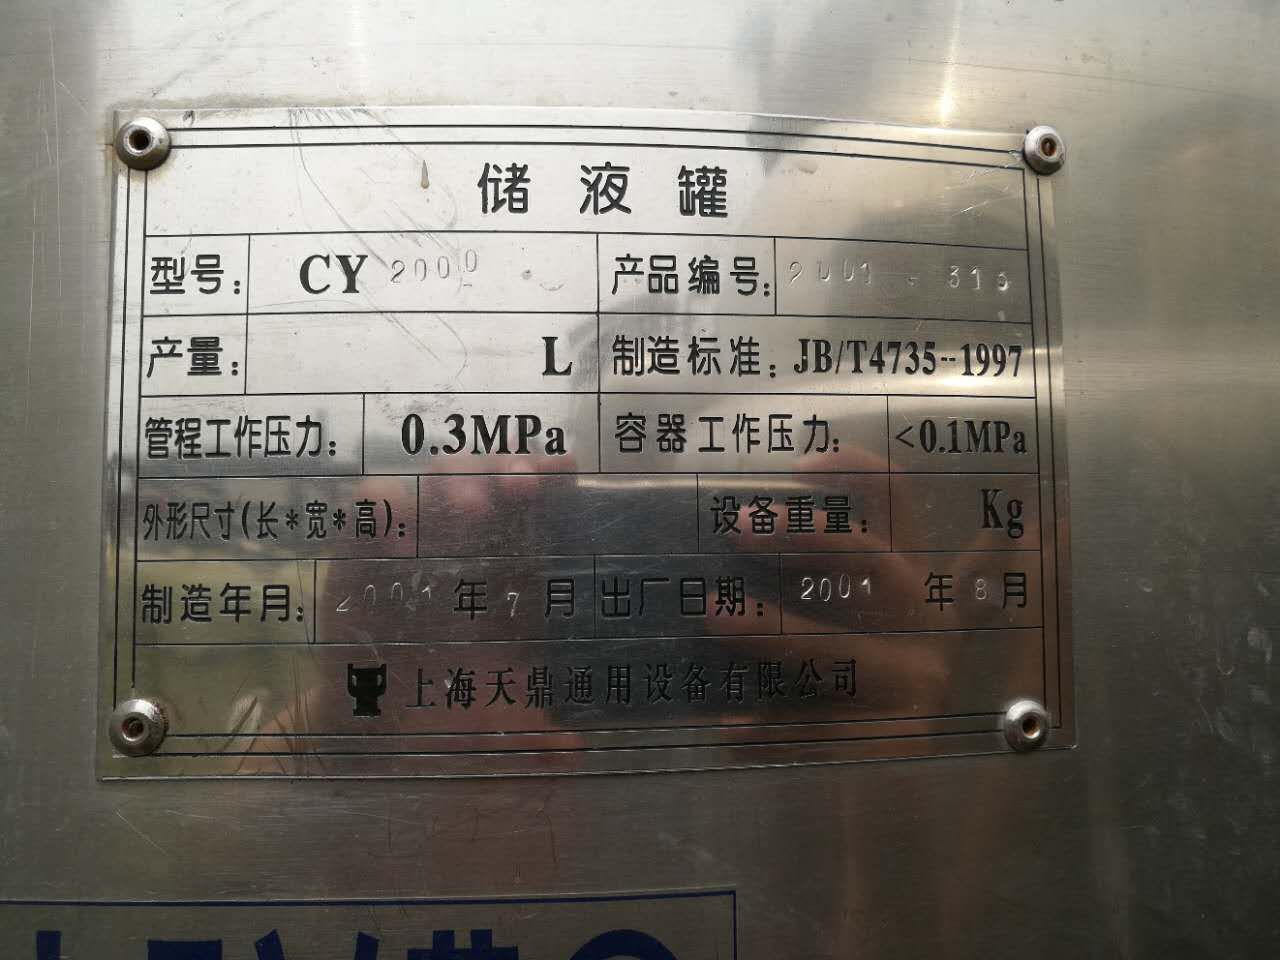 储液罐
型号: CY 2000 产品编号: 2001-315
产量: L 制造标准: JB/T4735--1997
管程工作压力: 0.3MPa 容器工作压力: <0.1MPa
外形尺寸(长*宽*高): 设备重量: Kg
制造年月: 2001 年 7 月 出厂日期: 2001 年 8 月
上海天鼎通用设备有限公司